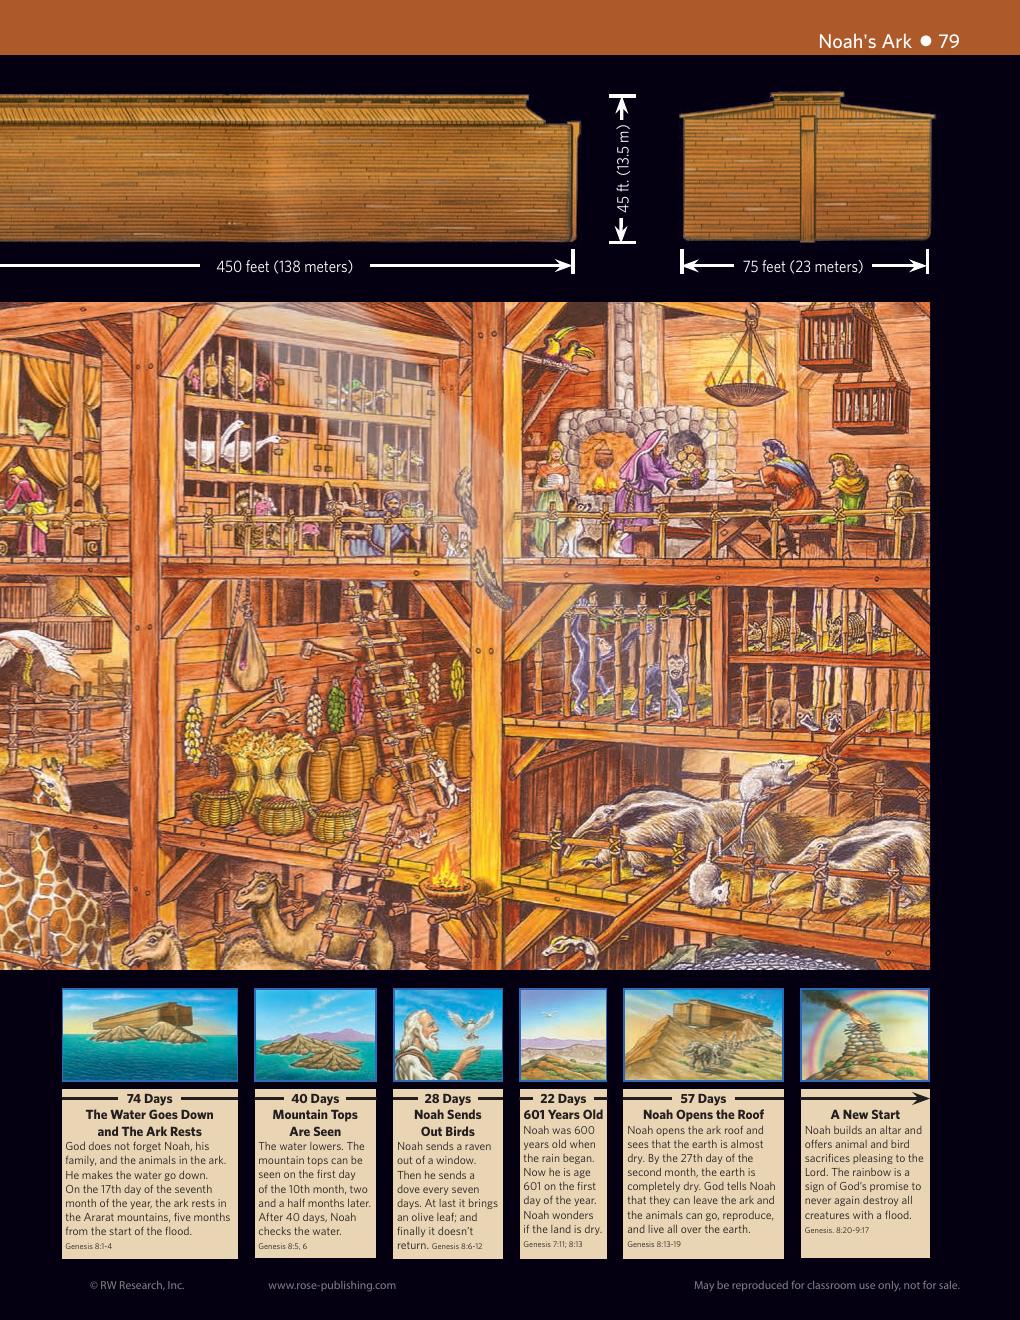 Noah's Ark ● 79
45 ft. (13.5 m)
450 feet (138 meters)
75 feet (23 meters)
74 Days
The Water Goes Down
and The Ark Rests
God does not forget Noah, his
family, and the animals in the ark.
He makes the water go down.
On the 17th day of the seventh
month of the year, the ark rests in
the Ararat mountains, five months
from the start of the flood.
Genesis 8:1-4
40 Days
Mountain Tops
Are Seen
The water lowers. The
mountain tops can be
seen on the first day
of the 10th month, two
and a half months later.
After 40 days, Noah
checks the water.
Genesis 8:5, 6
28 Days
Noah Sends
Out Birds
Noah sends a raven
out of a window.
Then he sends a
dove every seven
days. At last it brings
an olive leaf; and
finally it doesn't
return. Genesis 8:6-12
22 Days
601 Years Old
Noah was 600
years old when
the rain began.
Now he is age
601 on the first
day of the year.
Noah wonders
if the land is dry.
Genesis 7:11; 8:13
57 Days
Noah Opens the Roof
Noah opens the ark roof and
sees that the earth is almost
dry. By the 27th day of the
second month, the earth is
completely dry. God tells Noah
that they can leave the ark and
the animals can go, reproduce,
and live all over the earth.
Genesis 8:13-19
A New Start
Noah builds an altar and
offers animal and bird
sacrifices pleasing to the
Lord. The rainbow is a
sign of God's promise to
never again destroy all
creatures with a flood.
Genesis. 8:20-9:17
© RW Research, Inc.
www.rose-publishing.com
May be reproduced for classroom use only, not for sale.